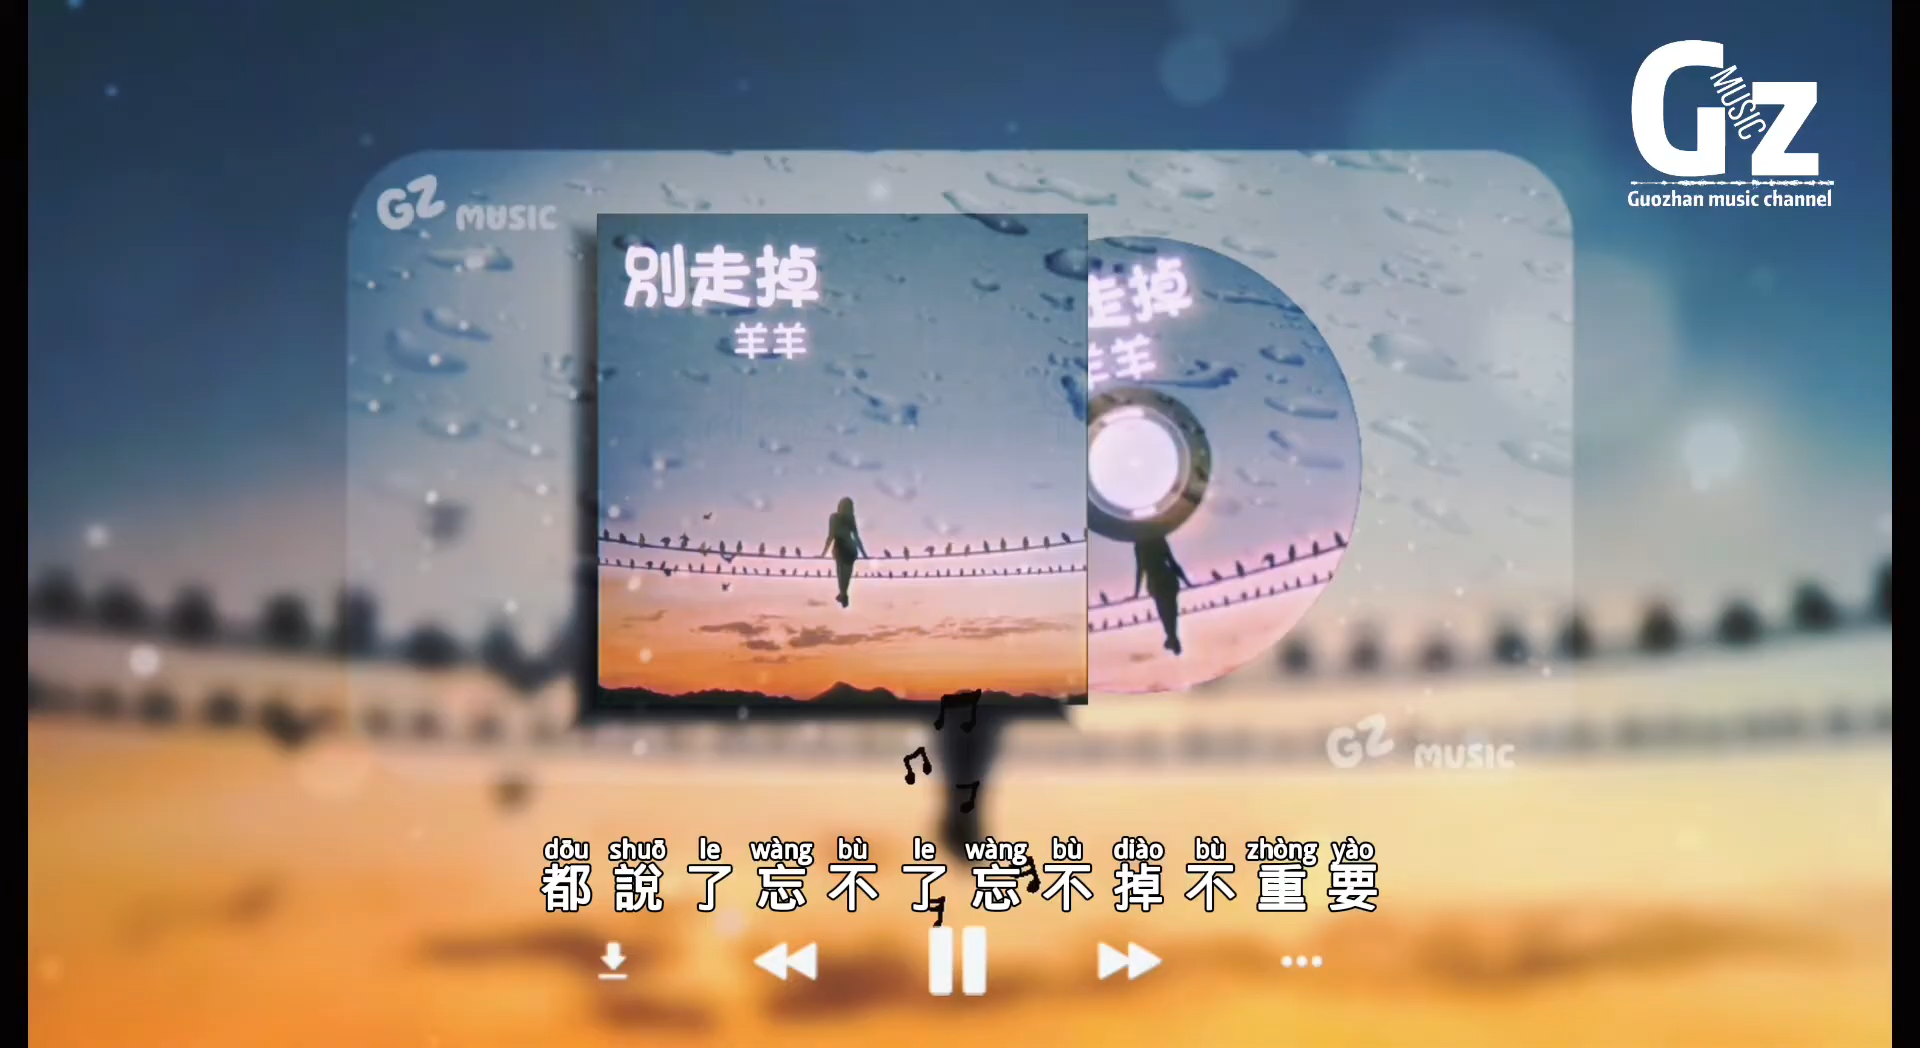 Gz
MUSIC
Guozhan music channel
GZ MUSIC
別走掉
羊羊
走掉
羊羊
GZ MUSIC
dōu shuō le wàng bù le wàng bù diào bù zhòng yào
都說了忘不了忘不掉不重要